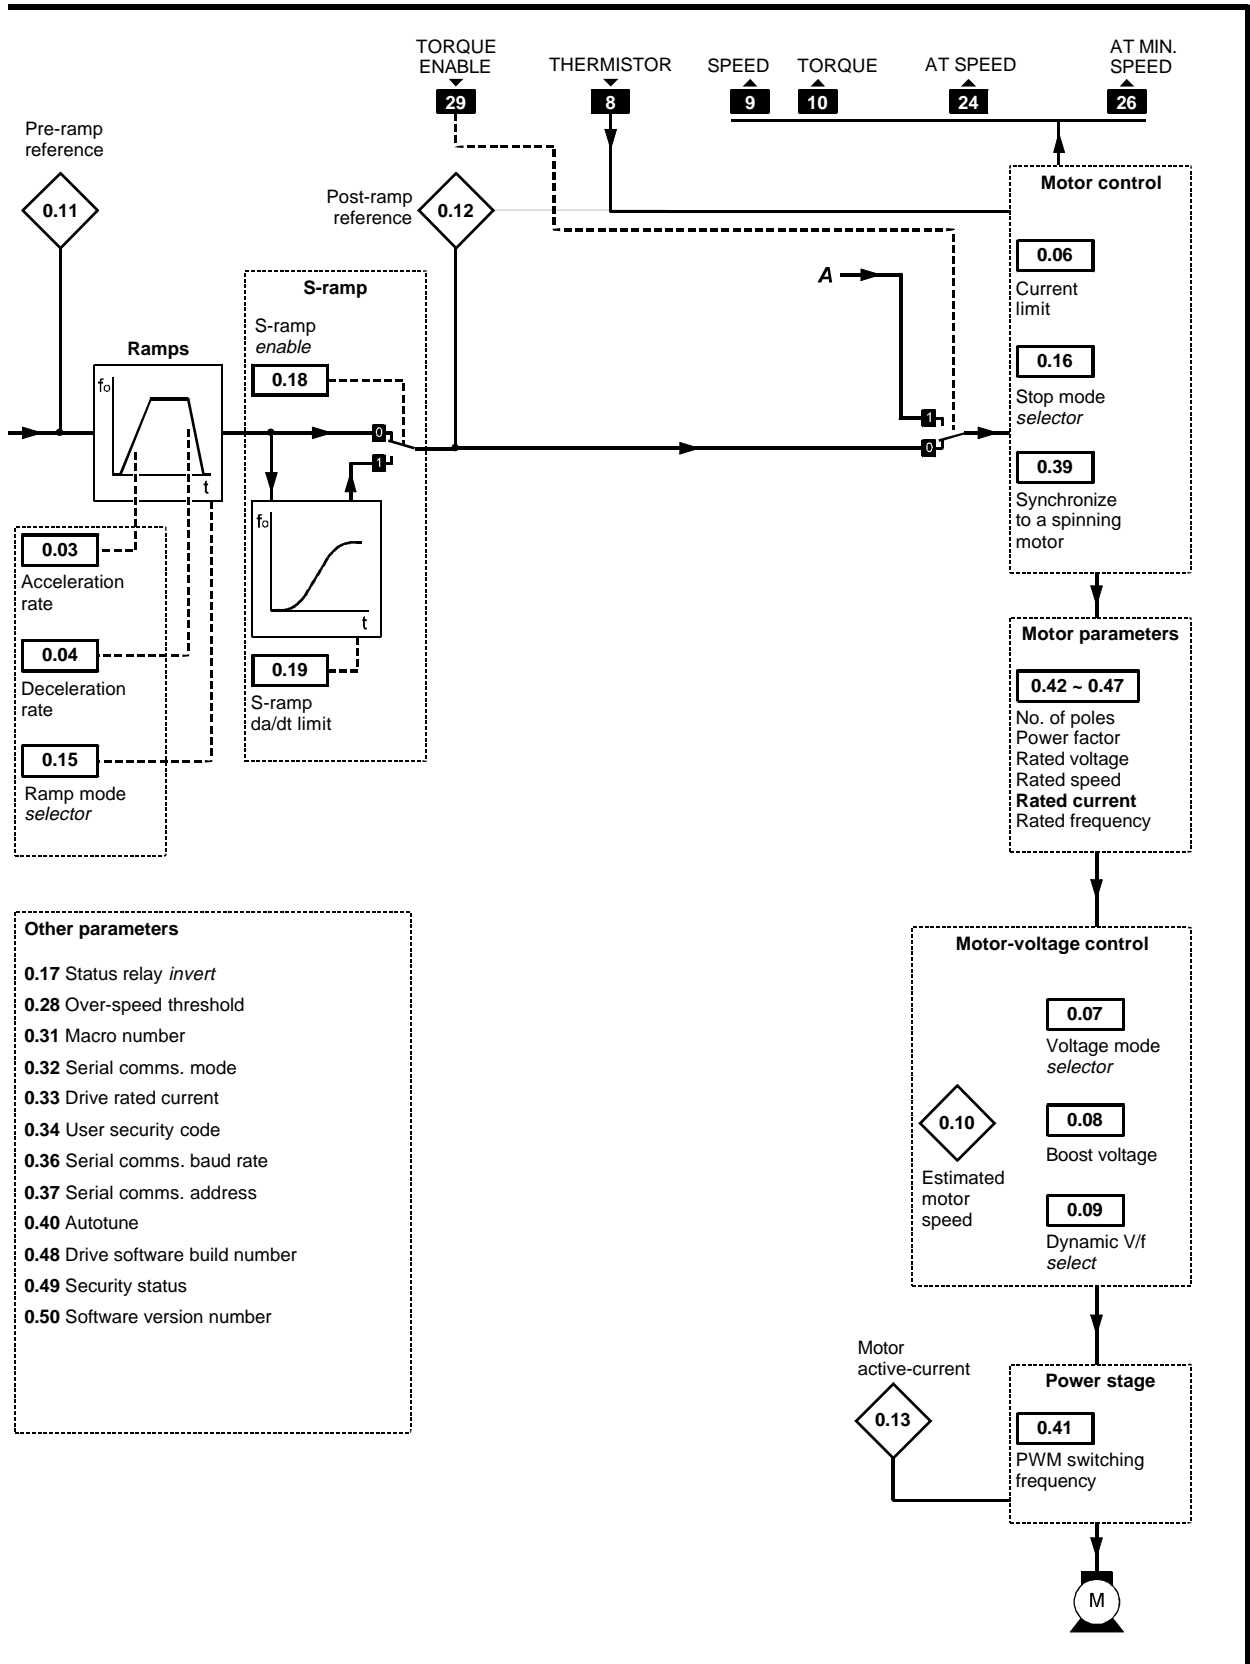 TORQUE
ENABLE
29
THERMISTOR
8
SPEED
9
TORQUE
10
AT SPEED
24
AT MIN.
SPEED
26
Pre-ramp
reference
0.11
Post-ramp
reference
0.12
A
1
0
Ramps
fo
t
0.03
Acceleration
rate
0.04
Deceleration
rate
0.15
Ramp mode
selector
S-ramp
S-ramp
enable
0.18
0
1
fo
t
0.19
S-ramp
da/dt limit
Motor control
0.06
Current
limit
0.16
Stop mode
selector
0.39
Synchronize
to a spinning
motor
Motor parameters
0.42 ~ 0.47
No. of poles
Power factor
Rated voltage
Rated speed
Rated current
Rated frequency
Other parameters
0.17 Status relay invert
0.28 Over-speed threshold
0.31 Macro number
0.32 Serial comms. mode
0.33 Drive rated current
0.34 User security code
0.36 Serial comms. baud rate
0.37 Serial comms. address
0.40 Autotune
0.48 Drive software build number
0.49 Security status
0.50 Software version number
Motor-voltage control
0.07
Voltage mode
selector
0.10
Estimated
motor
speed
0.08
Boost voltage
0.09
Dynamic V/f
select
Motor
active-current
0.13
Power stage
0.41
PWM switching
frequency
M